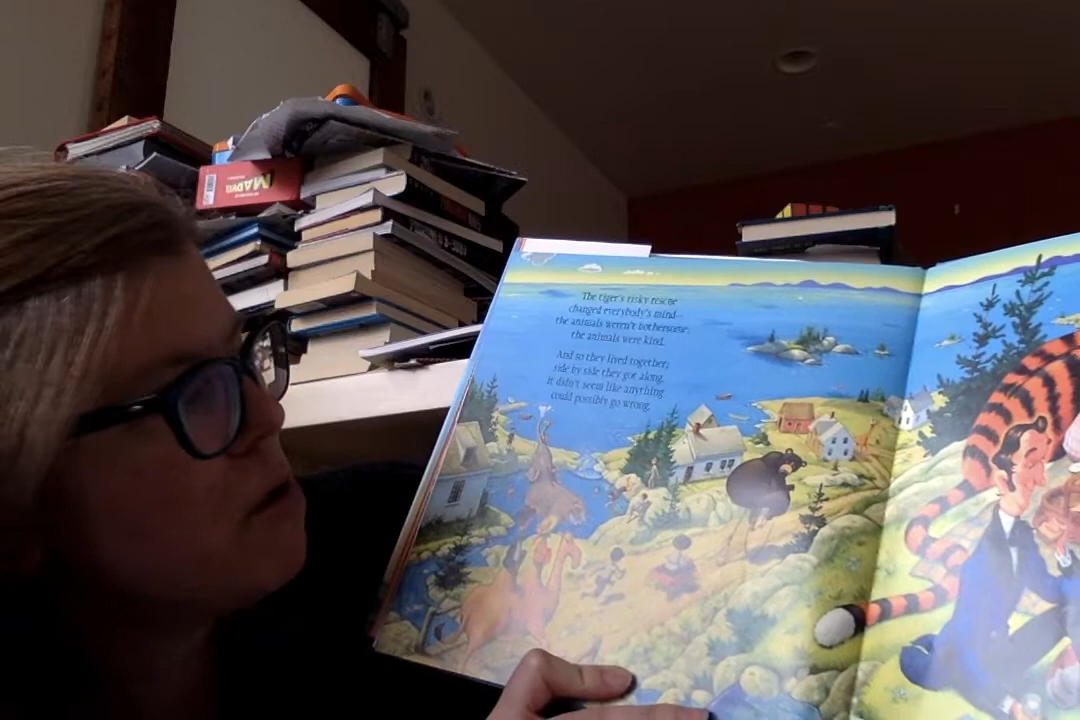 MADVII
The tiger's risky rescue
changed everybody's mind—
the animals weren't bothersome;
the animals were kind.
And so they lived together;
side by side they got along.
It didn't seem like anything
could possibly go wrong.